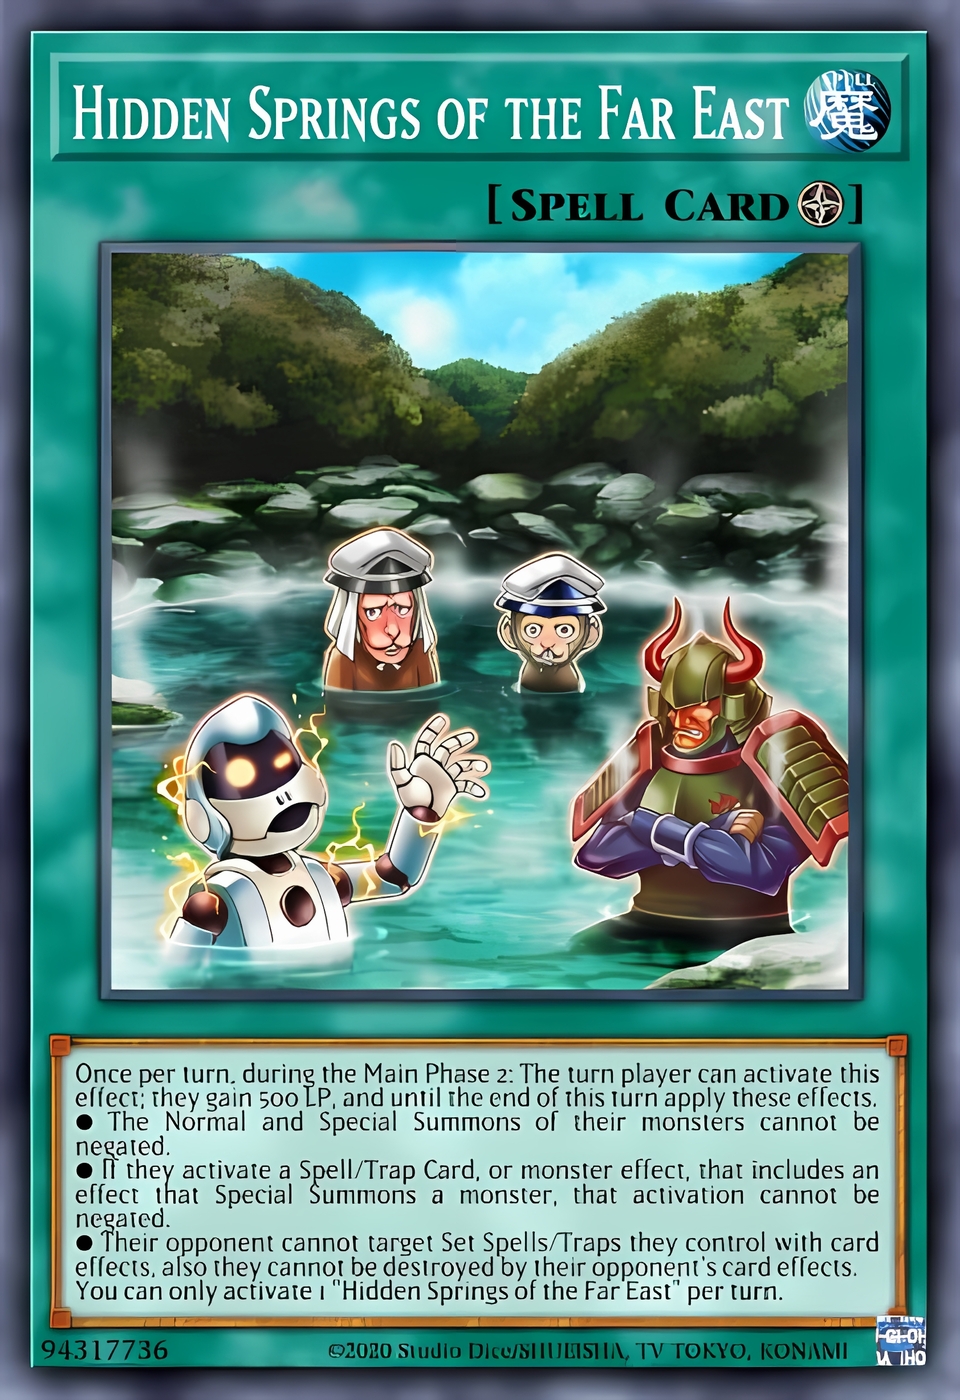 HIDDEN SPRINGS OF THE FAR EAST
魔
[SPELL CARD]
Once per turn, during the Main Phase 2: The turn player can activate this
effect; they gain 500 LP, and until the end of this turn apply these effects.
● The Normal and Special Summons of their monsters cannot be
negated.
● If they activate a Spell/Trap Card, or monster effect, that includes an
effect that Special Summons a monster, that activation cannot be
negated.
● Their opponent cannot target Set Spells/Traps they control with card
effects, also they cannot be destroyed by their opponent's card effects.
You can only activate 1 "Hidden Springs of the Far East" per turn.
94317736
©2020 Studio Dice/SHUEISHA, TV TOKYO, KONAMI